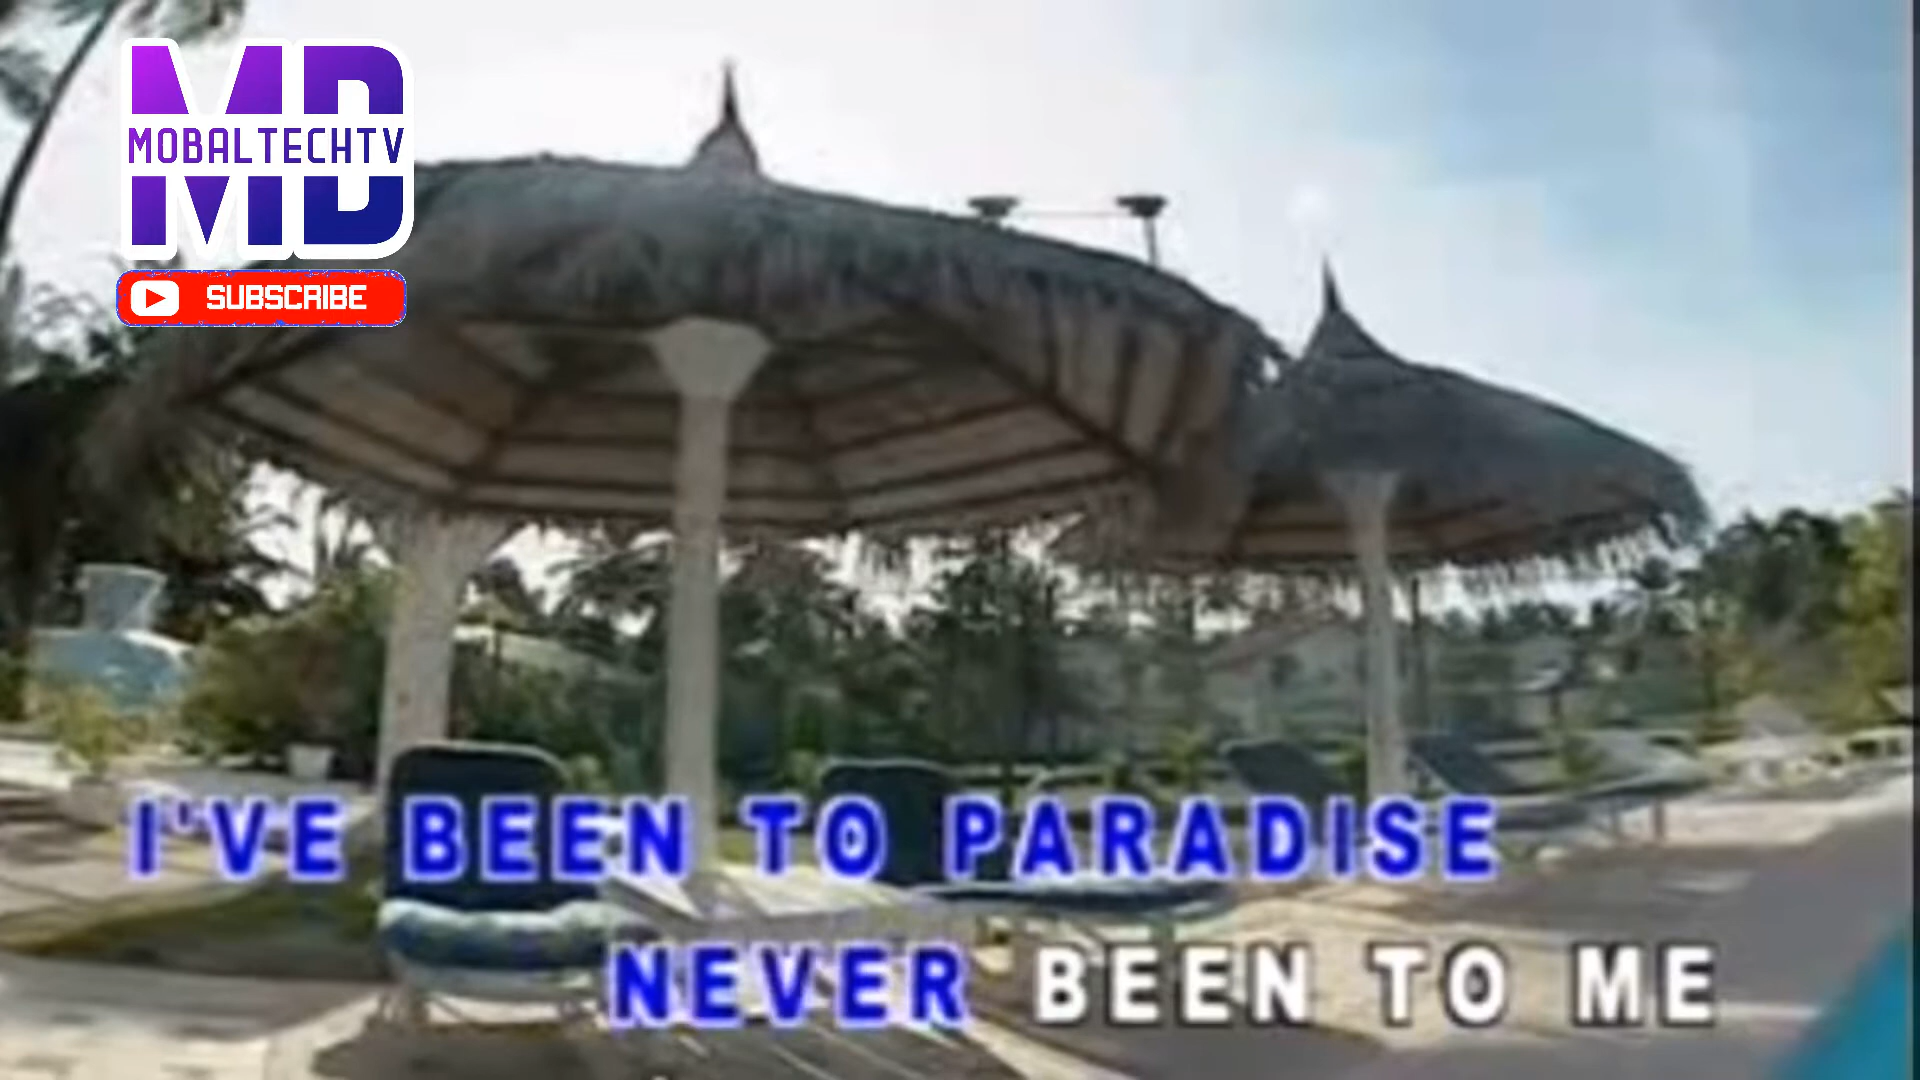 MD
MOBALTECHTV
SUBSCRIBE
I'VE BEEN TO PARADISE
NEVER BEEN TO ME